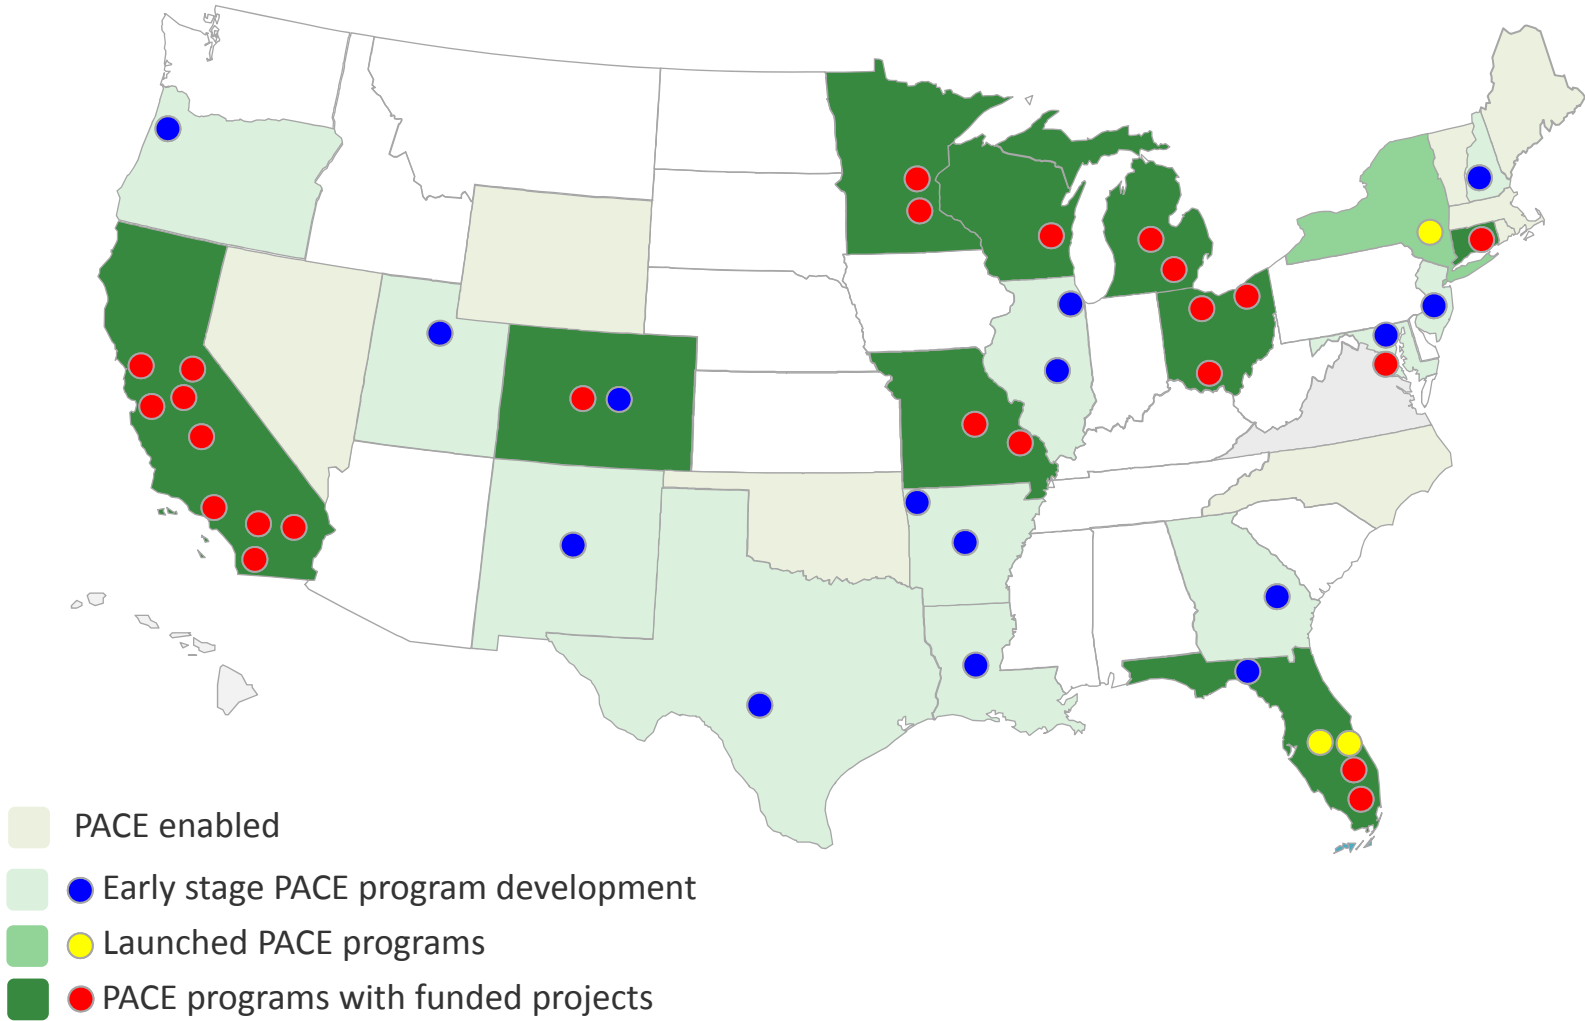 PACE enabled
Early stage PACE program development
Launched PACE programs
PACE programs with funded projects